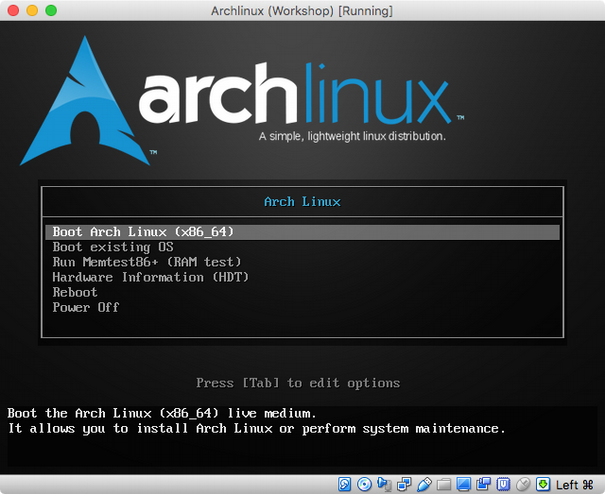 Archlinux (Workshop) [Running]
archlinux™
A simple, lightweight linux distribution.
™
Arch Linux
Boot Arch Linux (x86_64)
Boot existing OS
Run Memtest86+ (RAM test)
Hardware Information (HDT)
Reboot
Power Off
Press [Tab] to edit options
Boot the Arch Linux (x86_64) live medium.
It allows you to install Arch Linux or perform system maintenance.
Left ⌘